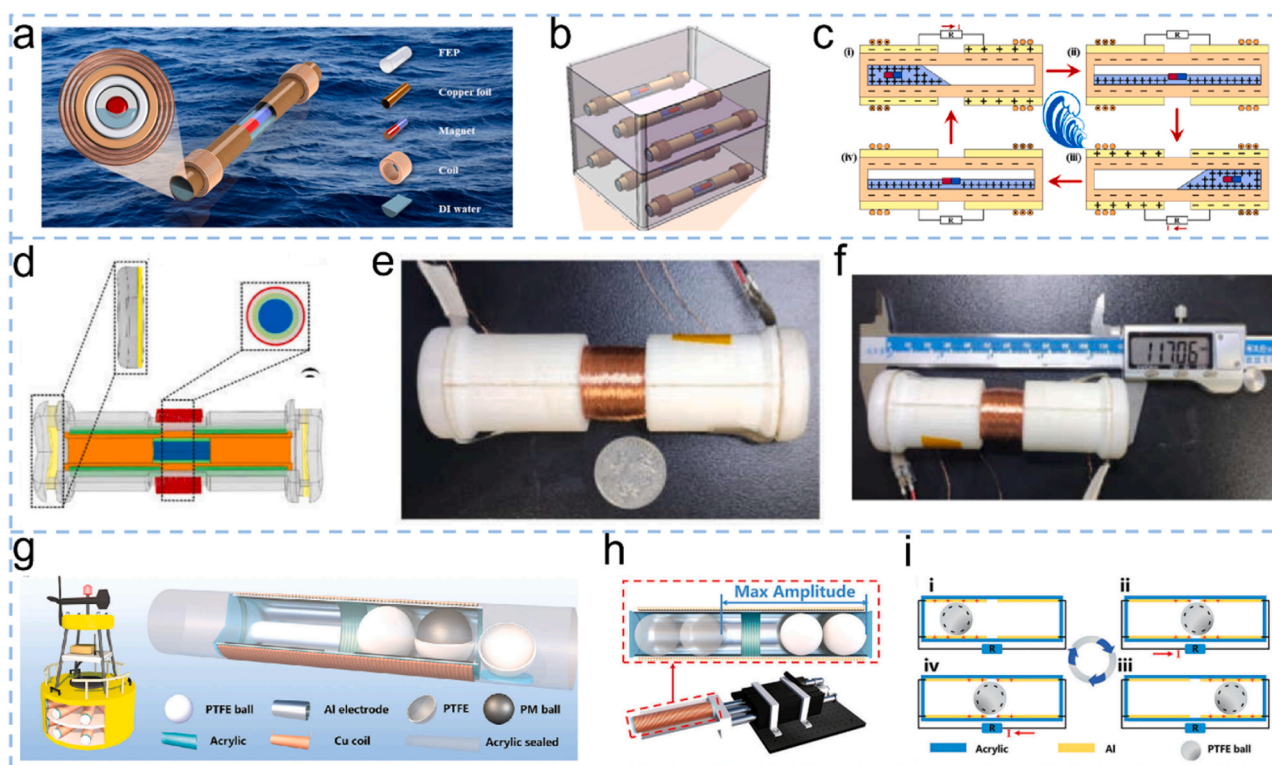 a
FEP
Copper foil
Magnet
Coil
DI water
b
c
(i)
R
I
(ii)
R
(iv)
R
(iii)
R
I
d
e
f
117.06
g
PTFE ball
Al electrode
PTFE
PM ball
Acrylic
Cu coil
Acrylic sealed
h
Max Amplitude
i
i
R
ii
I
R
iv
R
I
iii
R
Acrylic
Al
PTFE ball